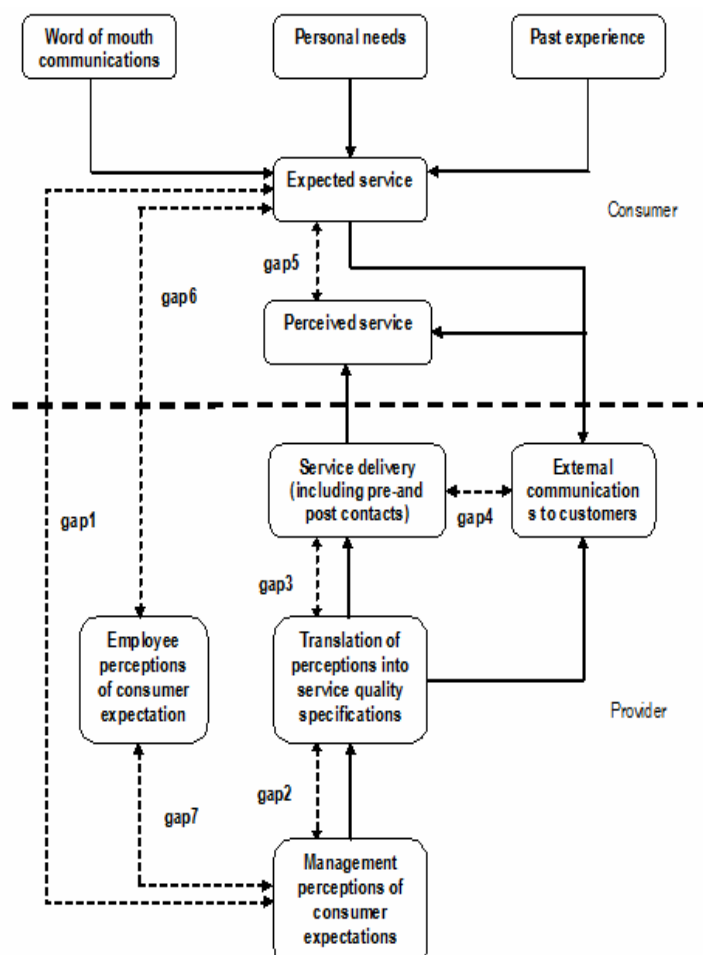 Word of mouth
communications
Personal needs
Past experience
Expected service
Consumer
gap5
gap6
Perceived service
Service delivery
(including pre-and
post contacts)
External
communication
s to customers
gap4
gap1
gap3
Employee
perceptions
of consumer
expectation
Translation of
perceptions into
service quality
specifications
Provider
gap2
gap7
Management
perceptions of
consumer
expectations